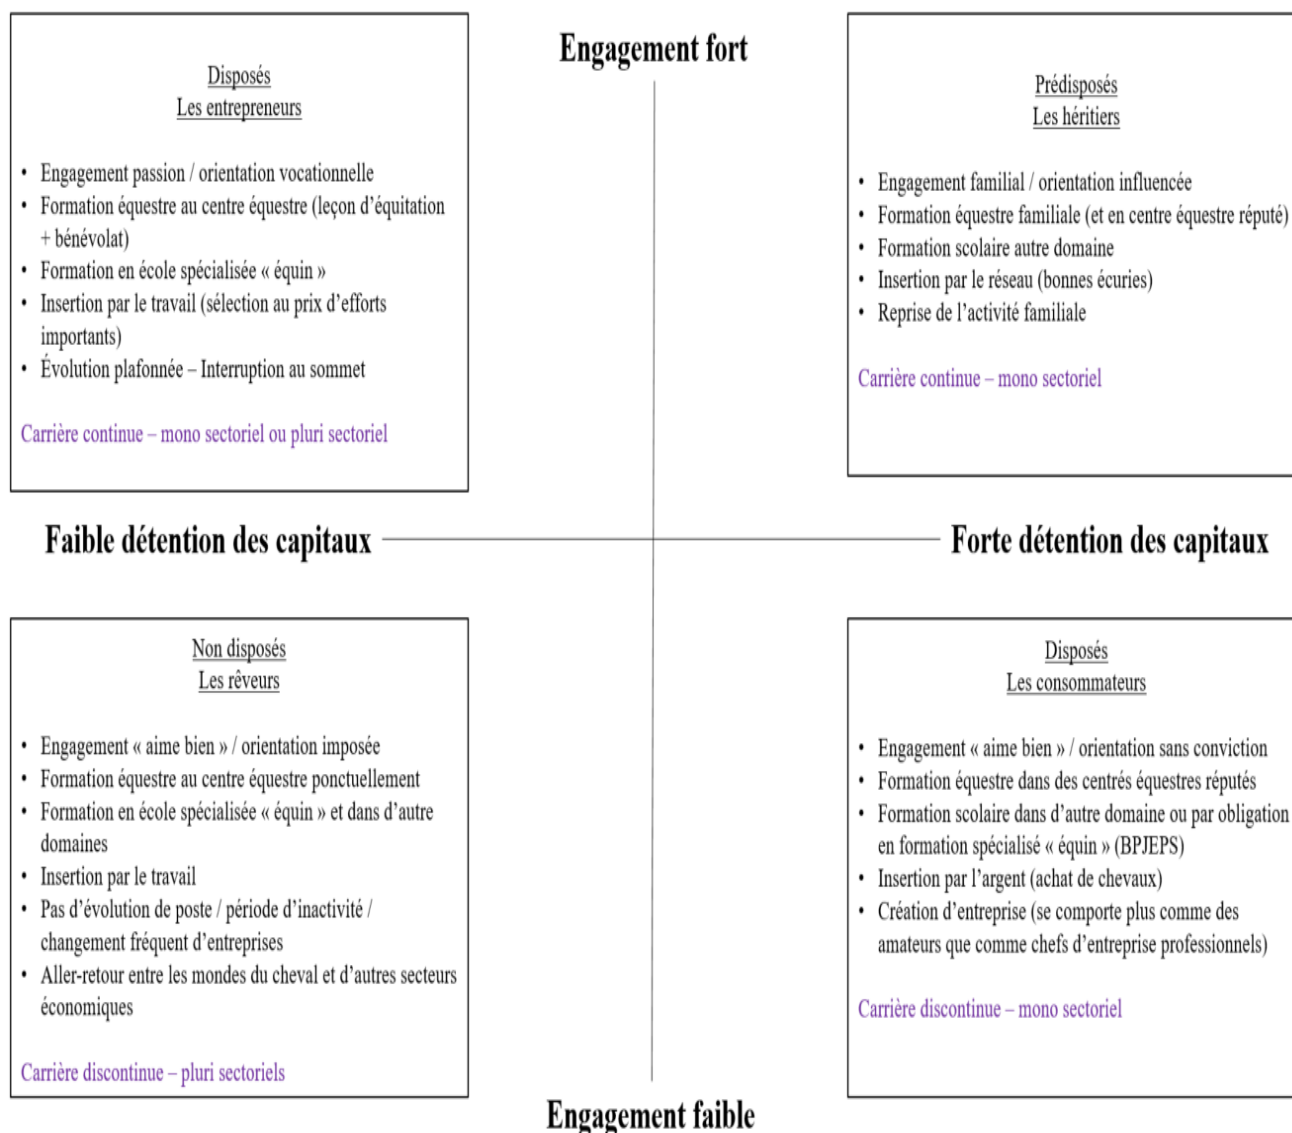 Engagement fort
Disposés
Les entrepreneurs
• Engagement passion / orientation vocationnelle
• Formation équestre au centre équestre (leçon d’équitation
+ bénévolat)
• Formation en école spécialisée « équin »
• Insertion par le travail (sélection au prix d’efforts
importants)
• Évolution plafonnée – Interruption au sommet
Carrière continue – mono sectoriel ou pluri sectoriel
Prédisposés
Les héritiers
• Engagement familial / orientation influencée
• Formation équestre familiale (et en centre équestre réputé)
• Formation scolaire autre domaine
• Insertion par le réseau (bonnes écuries)
• Reprise de l’activité familiale
Carrière continue – mono sectoriel
Faible détention des capitaux
Forte détention des capitaux
Non disposés
Les rêveurs
• Engagement « aime bien » / orientation imposée
• Formation équestre au centre équestre ponctuellement
• Formation en école spécialisée « équin » et dans d’autre
domaines
• Insertion par le travail
• Pas d’évolution de poste / période d’inactivité /
changement fréquent d’entreprises
• Aller-retour entre les mondes du cheval et d’autres secteurs
économiques
Carrière discontinue – pluri sectoriels
Disposés
Les consommateurs
• Engagement « aime bien » / orientation sans conviction
• Formation équestre dans des centrés équestres réputés
• Formation scolaire dans d’autre domaine ou par obligation
en formation spécialisé « équin » (BPJEPS)
• Insertion par l’argent (achat de chevaux)
• Création d’entreprise (se comporte plus comme des
amateurs que comme chefs d’entreprise professionnels)
Carrière discontinue – mono sectoriel
Engagement faible